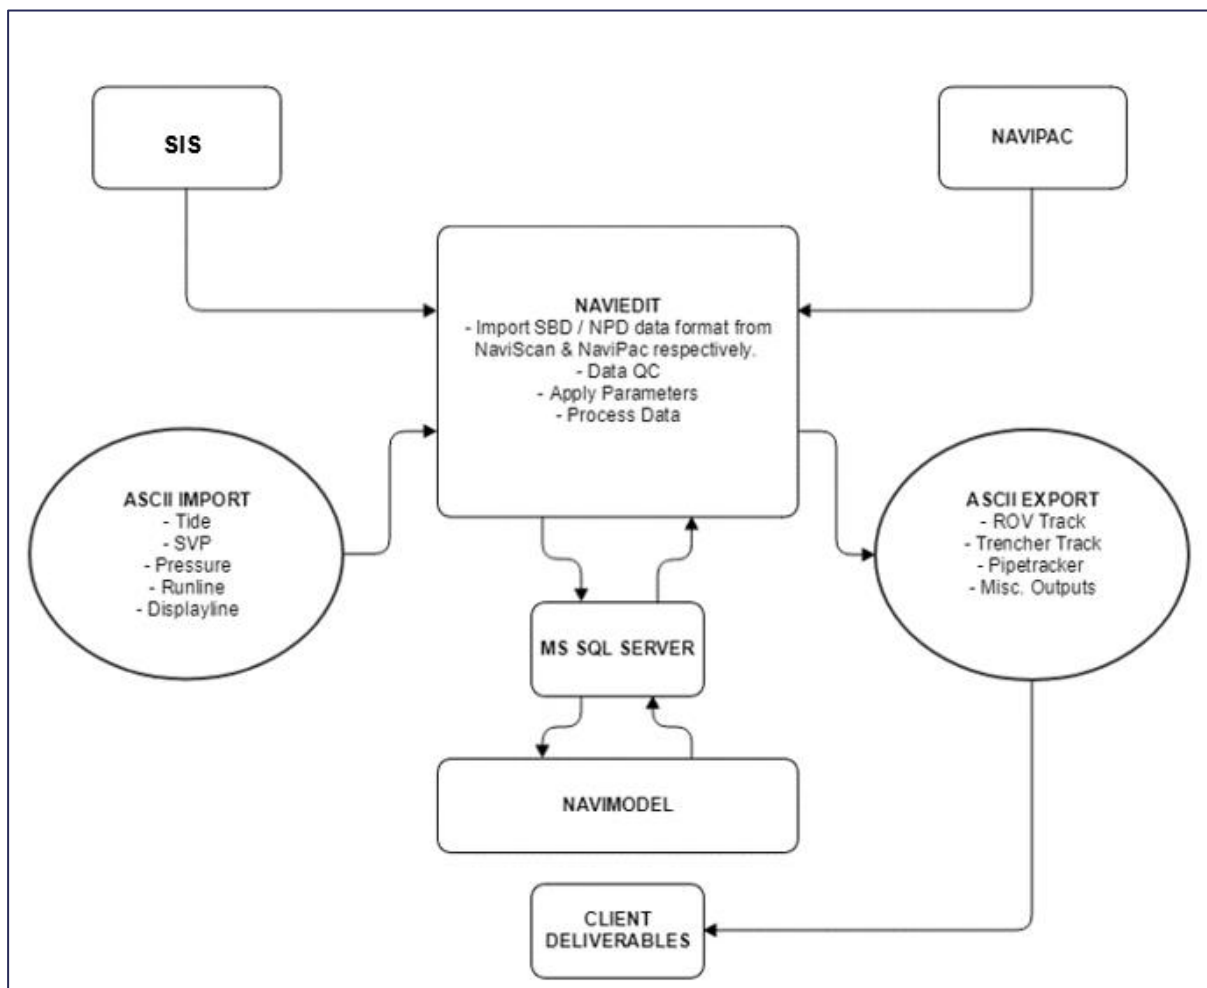 SIS
NAVIPAC
NAVIEDIT
- Import SBD / NPD data format from
NaviScan & NaviPac respectively.
- Data QC
- Apply Parameters
- Process Data
ASCII IMPORT
- Tide
- SVP
- Pressure
- Runline
- Displayline
ASCII EXPORT
- ROV Track
- Trencher Track
- Pipetracker
- Misc. Outputs
MS SQL SERVER
NAVIMODEL
CLIENT
DELIVERABLES